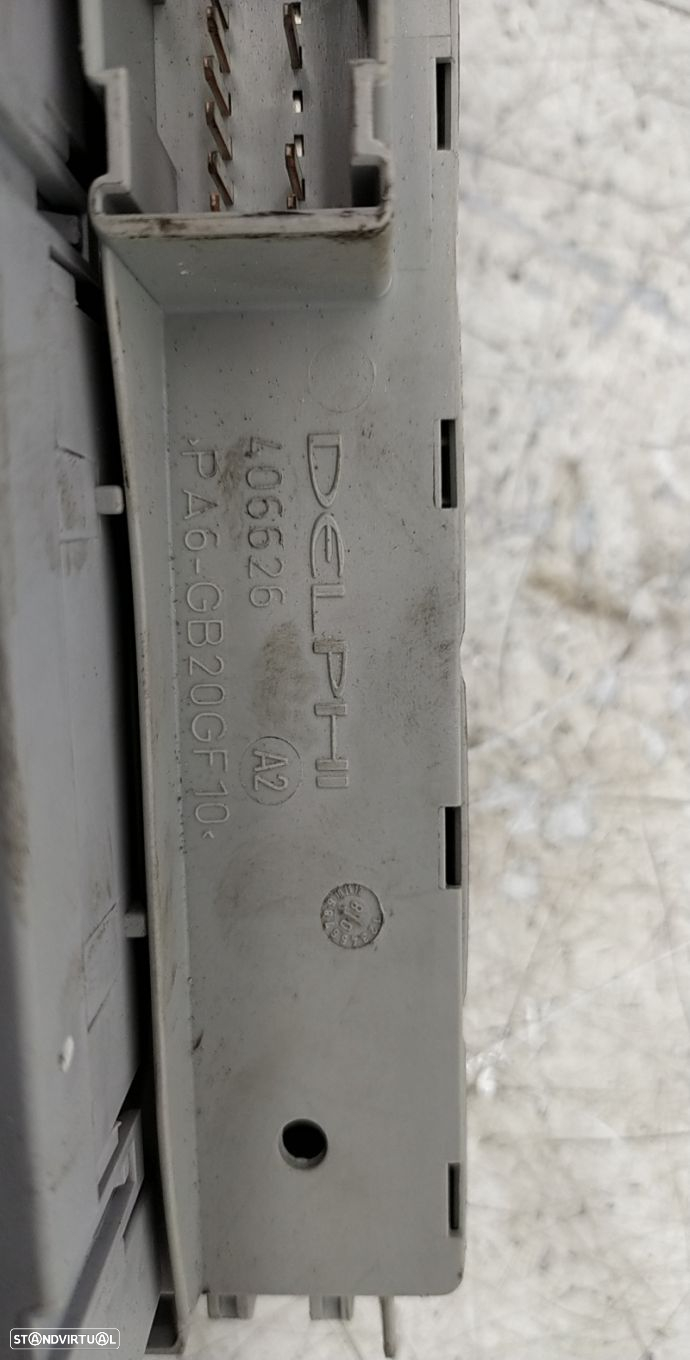 DELPHI
406626
A2
>PA6-GB20GF10<
STANDVIRTUAL